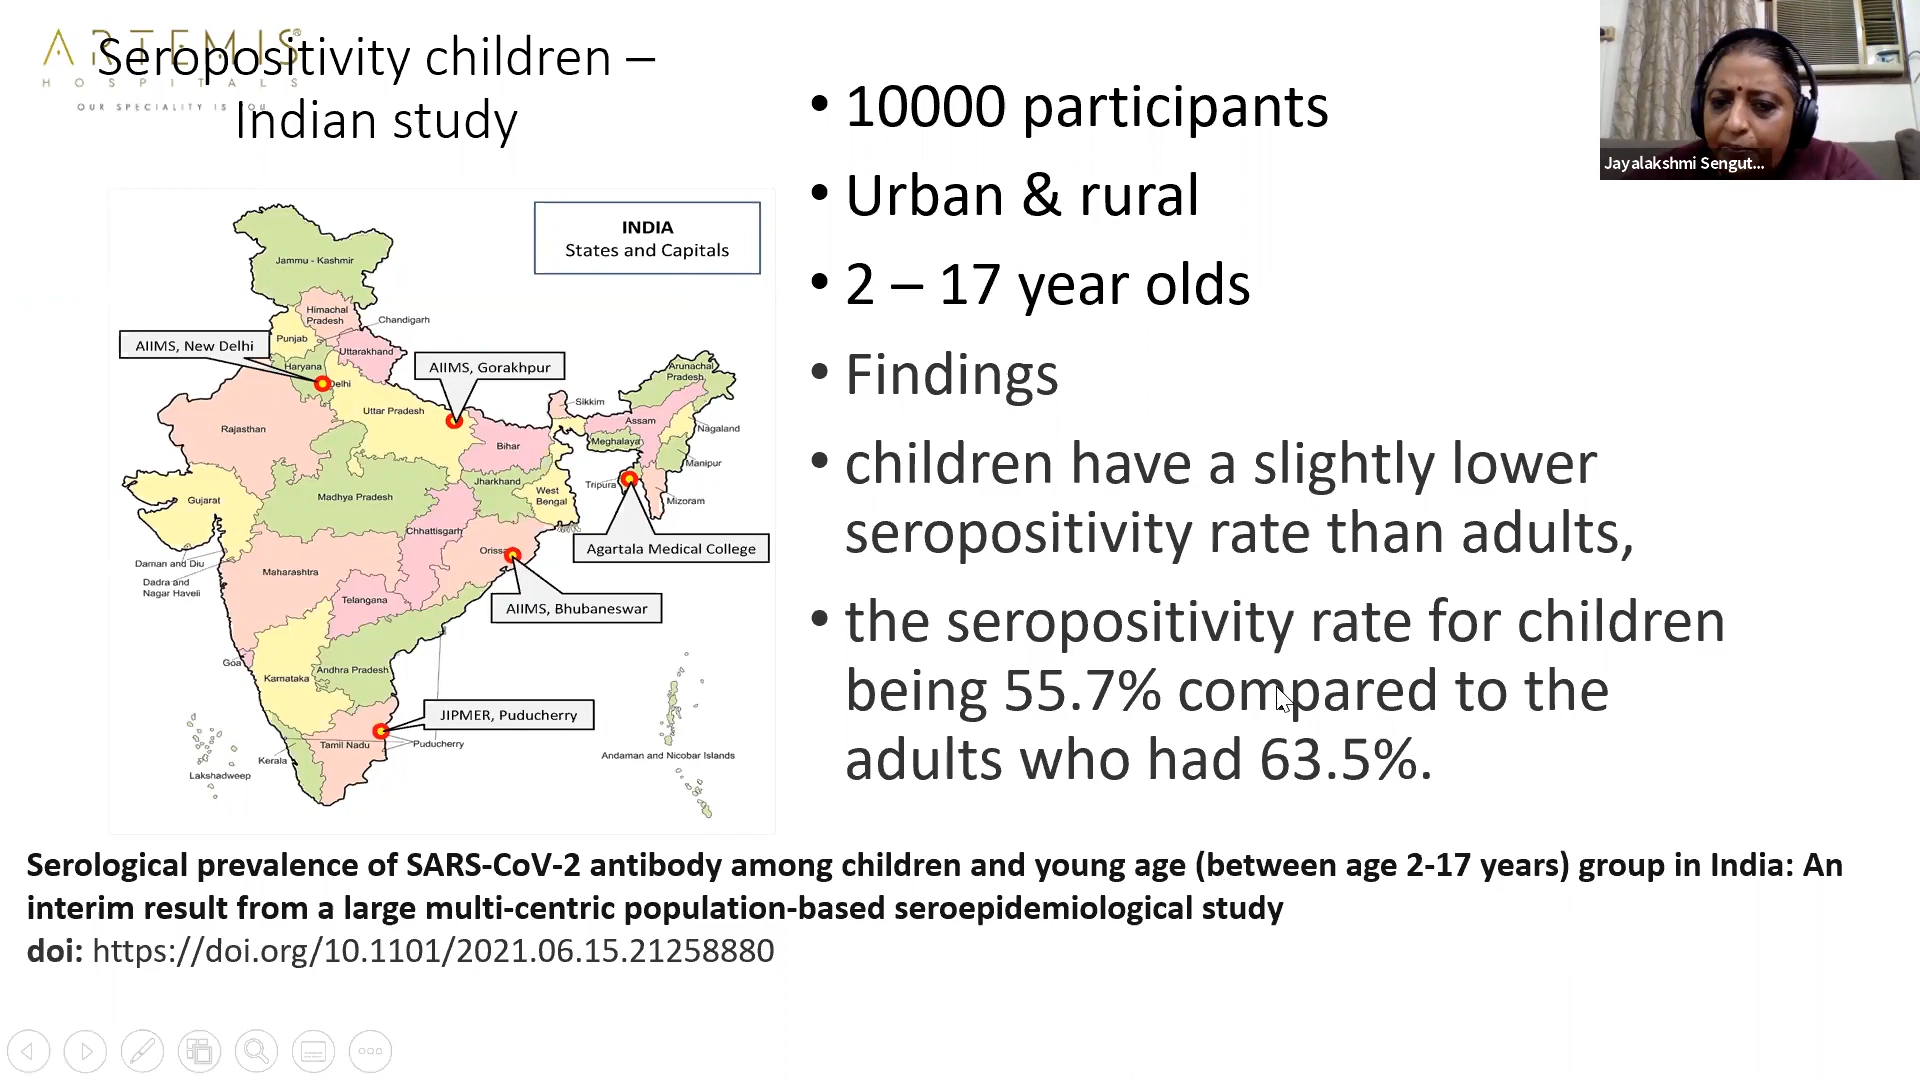 ARTEMIS
HOSPITALS
OUR SPECIALITY IS YOU
Seropositivity children –
Indian study
• 10000 participants
• Urban & rural
• 2 – 17 year olds
• Findings
• children have a slightly lower
seropositivity rate than adults,
• the seropositivity rate for children
being 55.7% compared to the
adults who had 63.5%.
Jayalakshmi Sengut...
INDIA
States and Capitals
Jammu - Kashmir
Himachal
Pradesh
Chandigarh
Punjab
Uttarakhand
AIIMS, New Delhi
Haryana
Delhi
AIIMS, Gorakhpur
Arunachal
Pradesh
Sikkim
Uttar Pradesh
Assam
Nagaland
Rajasthan
Bihar
Meghalaya
Manipur
Jharkhand
Tripura
West
Bengal
Mizoram
Gujarat
Madhya Pradesh
Chhattisgarh
Agartala Medical College
Orissa
Daman and Diu
Dadra and
Nagar Haveli
Maharashtra
Telangana
AIIMS, Bhubaneswar
Goa
Andhra Pradesh
Karnataka
JIPMER, Puducherry
Tamil Nadu
Puducherry
Kerala
Lakshadweep
Andaman and Nicobar Islands
Serological prevalence of SARS-CoV-2 antibody among children and young age (between age 2-17 years) group in India: An
interim result from a large multi-centric population-based seroepidemiological study
doi: https://doi.org/10.1101/2021.06.15.21258880